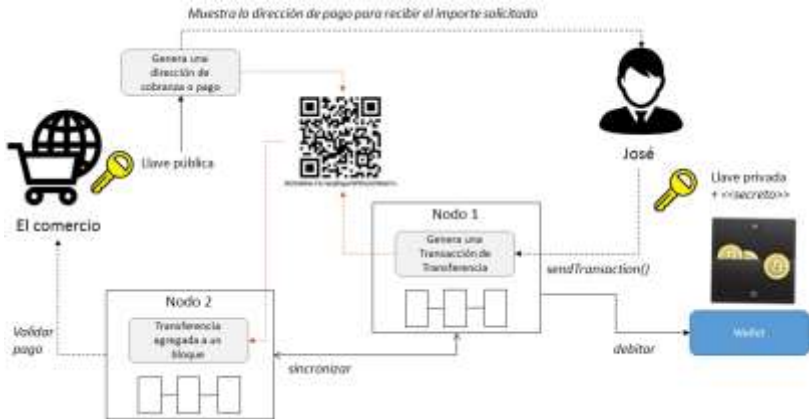 Muestra la dirección de pago para recibir el importe solicitado
Genera una
dirección de
cobranza o pago
Llave pública
José
El comercio
Llave privada
+ <<secreto>>
Nodo 1
Genera una
Transacción de
Transferencia
sendTransaction()
Nodo 2
Transferencia
agregada a un
bloque
Validar
pago
sincronizar
debitar
Wallet